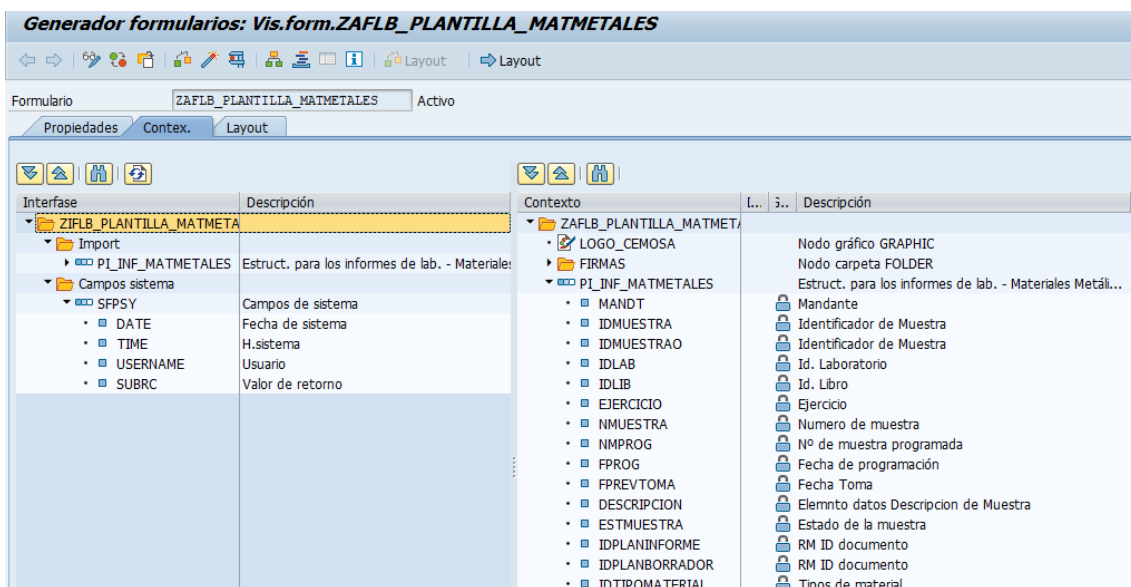 Generador formularios: Vis.form.ZAFLB_PLANTILLA_MATMETALES
Layout Layout
Formulario ZAFLB_PLANTILLA_MATMETALES Activo
Propiedades Contex. Layout
Interfase Descripción
ZIFLB_PLANTILLA_MATMETA
Import
PI_INF_MATMETALES Estruct. para los informes de lab. - Materiales
Campos sistema
SFPSY Campos de sistema
DATE Fecha de sistema
TIME H.sistema
USERNAME Usuario
SUBRC Valor de retorno
Contexto I... Descripción
ZAFLB_PLANTILLA_MATMETA
LOGO_CEMOSA Nodo gráfico GRAPHIC
FIRMAS Nodo carpeta FOLDER
PI_INF_MATMETALES Estruct. para los informes de lab. - Materiales Metáli...
MANDT Mandante
IDMUESTRA Identificador de Muestra
IDMUESTRAO Identificador de Muestra
IDLAB Id. Laboratorio
IDLIB Id. Libro
EJERCICIO Ejercicio
NMUESTRA Numero de muestra
NMPROG Nº de muestra programada
FPROG Fecha de programación
FPREVTOMA Fecha Toma
DESCRIPCION Elemnto datos Descripcion de Muestra
ESTMUESTRA Estado de la muestra
IDPLANINFORME RM ID documento
IDPLANBORRADOR RM ID documento
IDTIPOMATERIAL Tipos de material